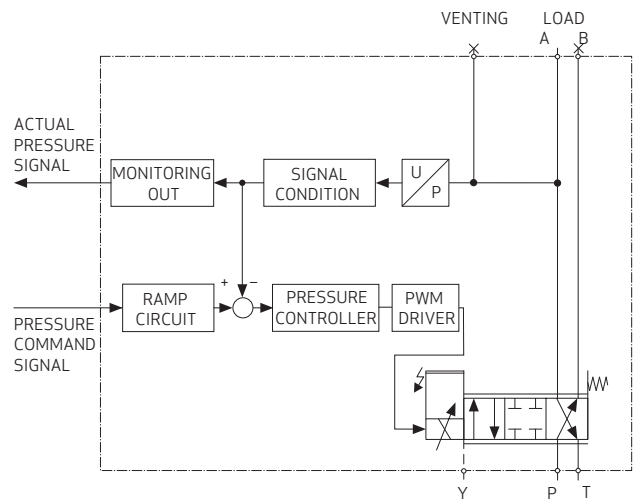 VENTING
LOAD
A
B
ACTUAL
PRESSURE
SIGNAL
MONITORING
OUT
SIGNAL
CONDITION
U
P
+
−
RAMP
CIRCUIT
PRESSURE
CONTROLLER
PWM
DRIVER
PRESSURE
COMMAND
SIGNAL
Y
P
T